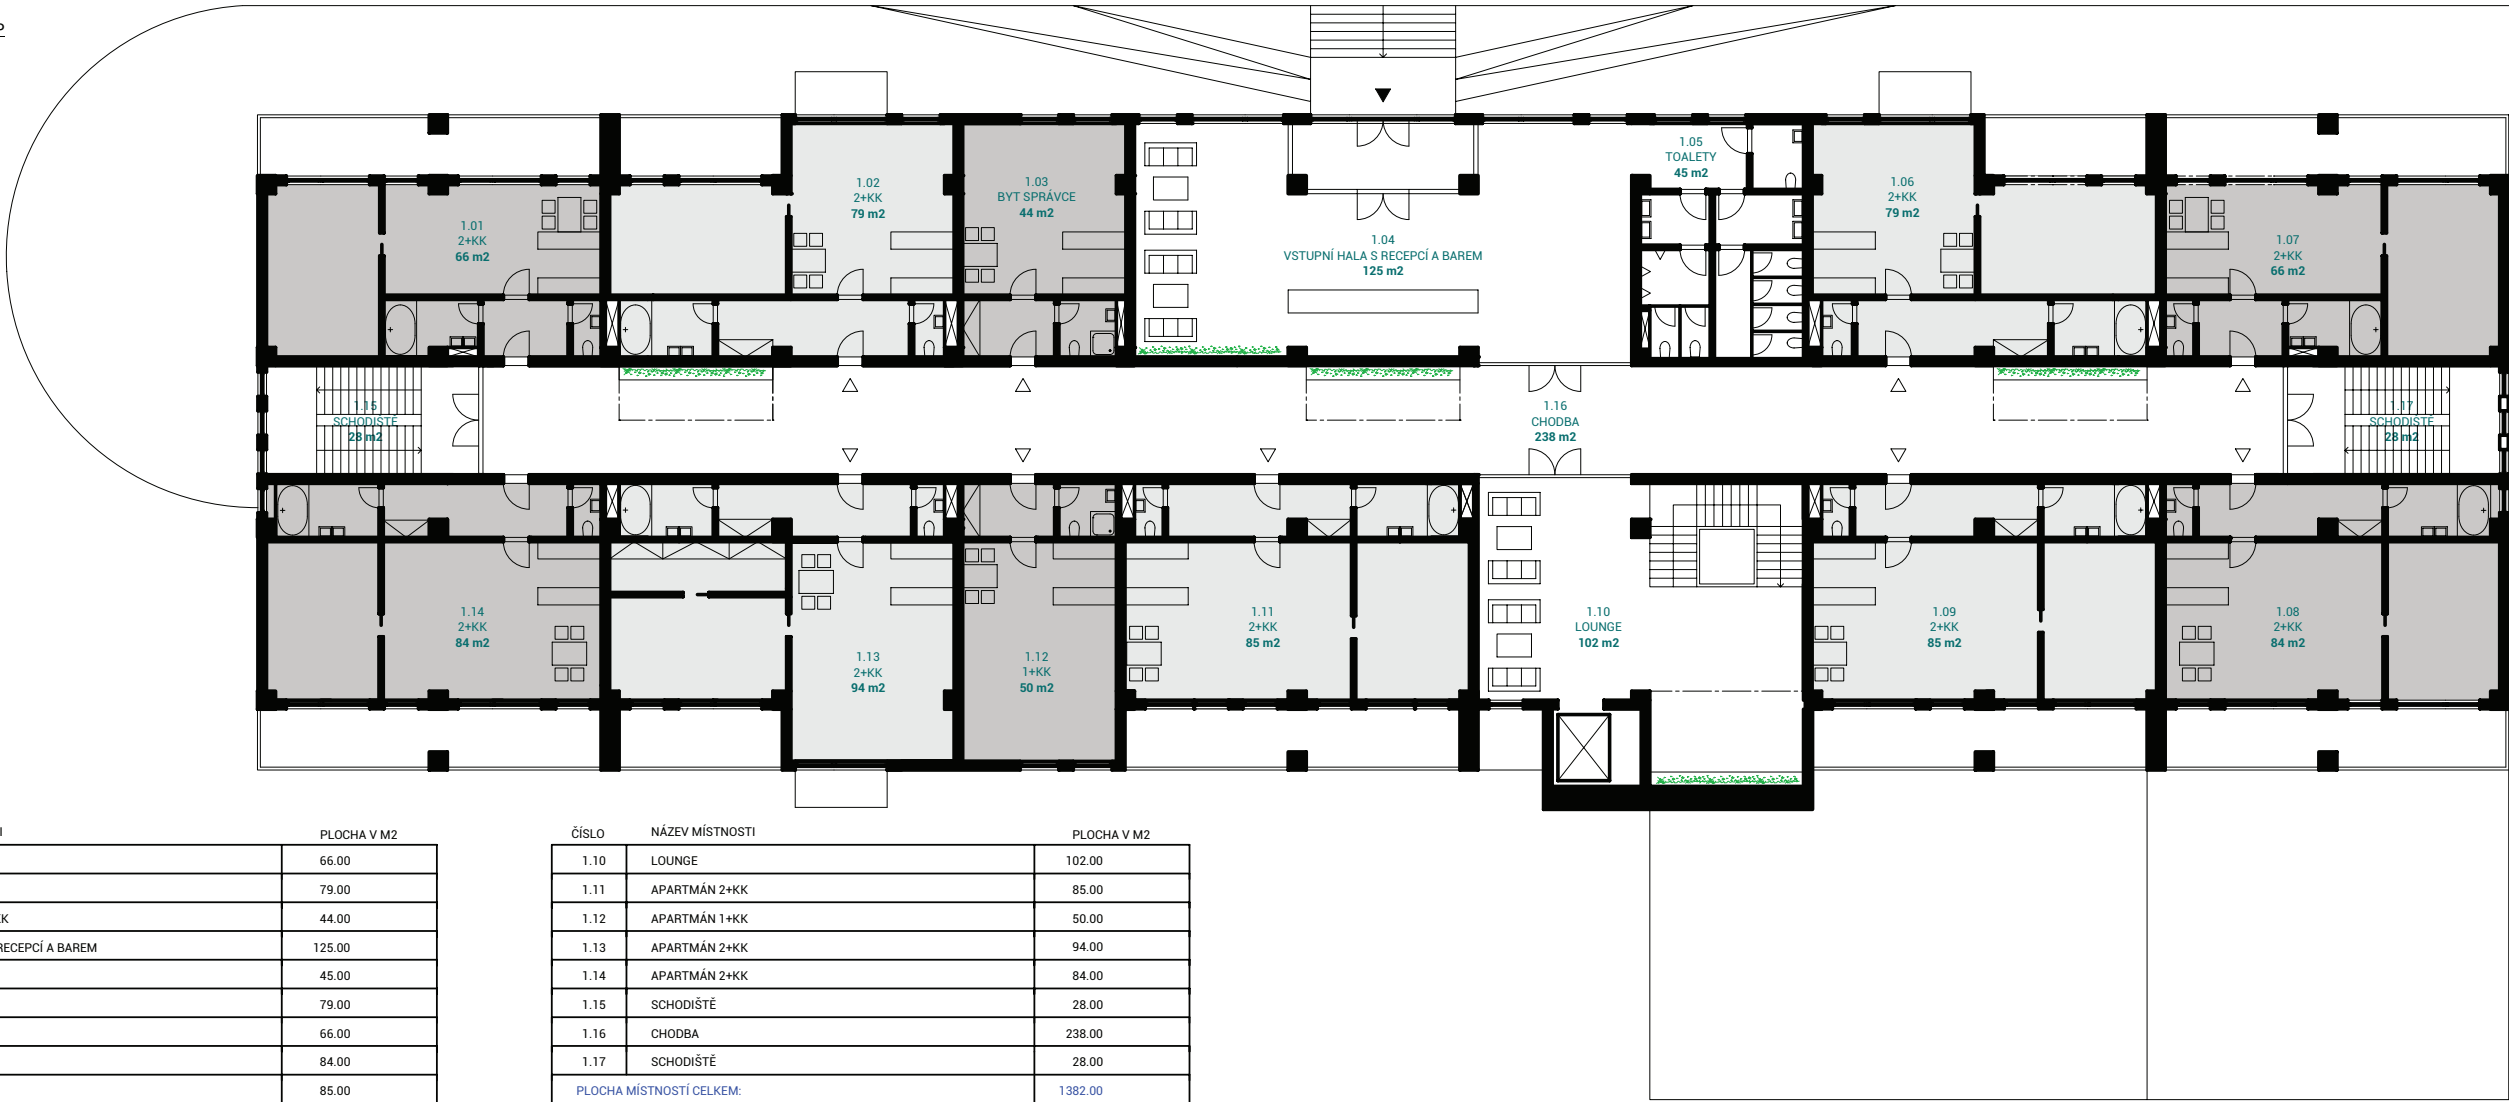 P
1.01
2+KK
66 m2
1.02
2+KK
79 m2
1.03
BYT SPRÁVCE
44 m2
1.04
VSTUPNÍ HALA S RECEPCÍ A BAREM
125 m2
1.05
TOALETY
45 m2
1.06
2+KK
79 m2
1.07
2+KK
66 m2
1.15
SCHODIŠTĚ
28 m2
1.16
CHODBA
238 m2
1.17
SCHODIŠTĚ
28 m2
1.14
2+KK
84 m2
1.13
2+KK
94 m2
1.12
1+KK
50 m2
1.11
2+KK
85 m2
1.10
LOUNGE
102 m2
1.09
2+KK
85 m2
1.08
2+KK
84 m2
I PLOCHA V M2
66.00
79.00
KK 44.00
RECEPCÍ A BAREM 125.00
45.00
79.00
66.00
84.00
85.00
ČÍSLO NÁZEV MÍSTNOSTI PLOCHA V M2
1.10 LOUNGE 102.00
1.11 APARTMÁN 2+KK 85.00
1.12 APARTMÁN 1+KK 50.00
1.13 APARTMÁN 2+KK 94.00
1.14 APARTMÁN 2+KK 84.00
1.15 SCHODIŠTĚ 28.00
1.16 CHODBA 238.00
1.17 SCHODIŠTĚ 28.00
PLOCHA MÍSTNOSTÍ CELKEM: 1382.00